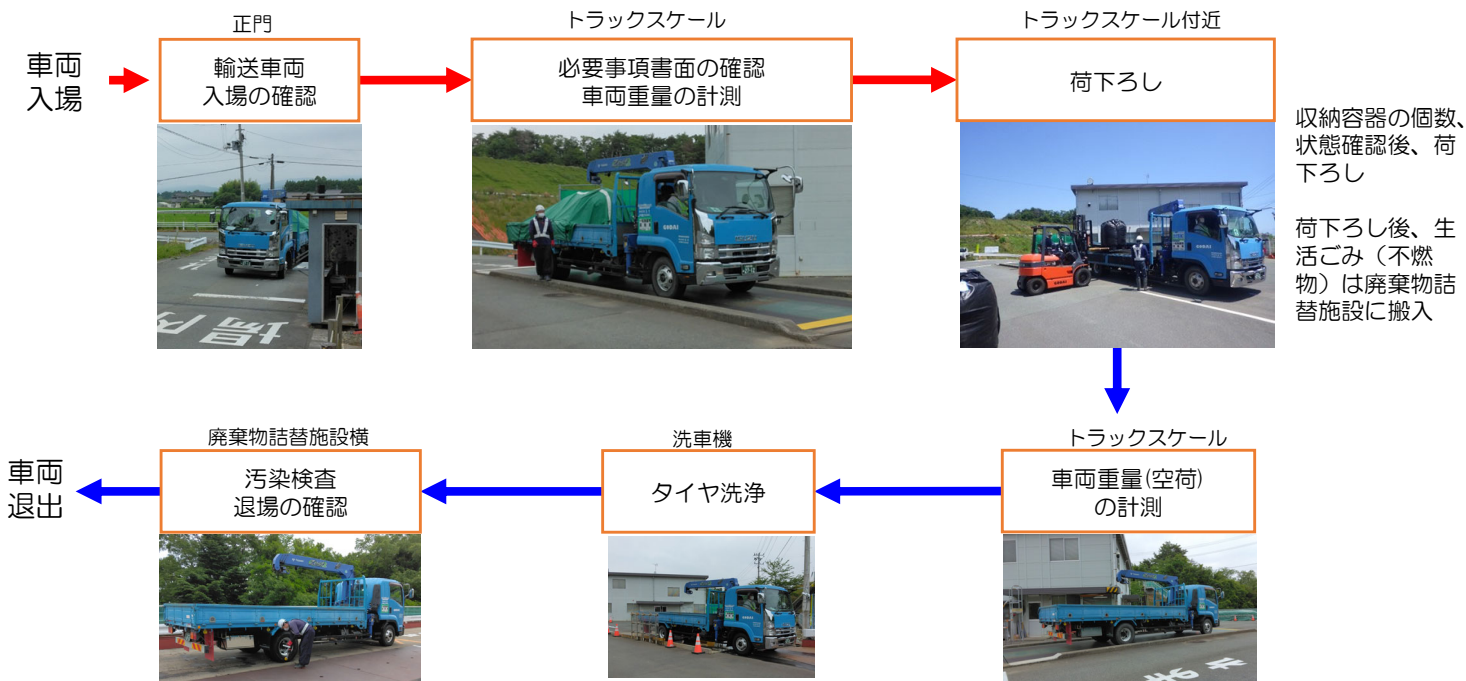 正門
トラックスケール
トラックスケール付近
車両
入場
輸送車両
入場の確認
必要事項書面の確認
車両重量の計測
荷下ろし
収納容器の個数、
状態確認後、荷
下ろし
荷下ろし後、生
活ごみ（不燃
物）は廃棄物詰
替施設に搬入
場内
廃棄物詰替施設横
洗車機
トラックスケール
車両
退出
汚染検査
退場の確認
タイヤ洗浄
車両重量(空荷)
の計測